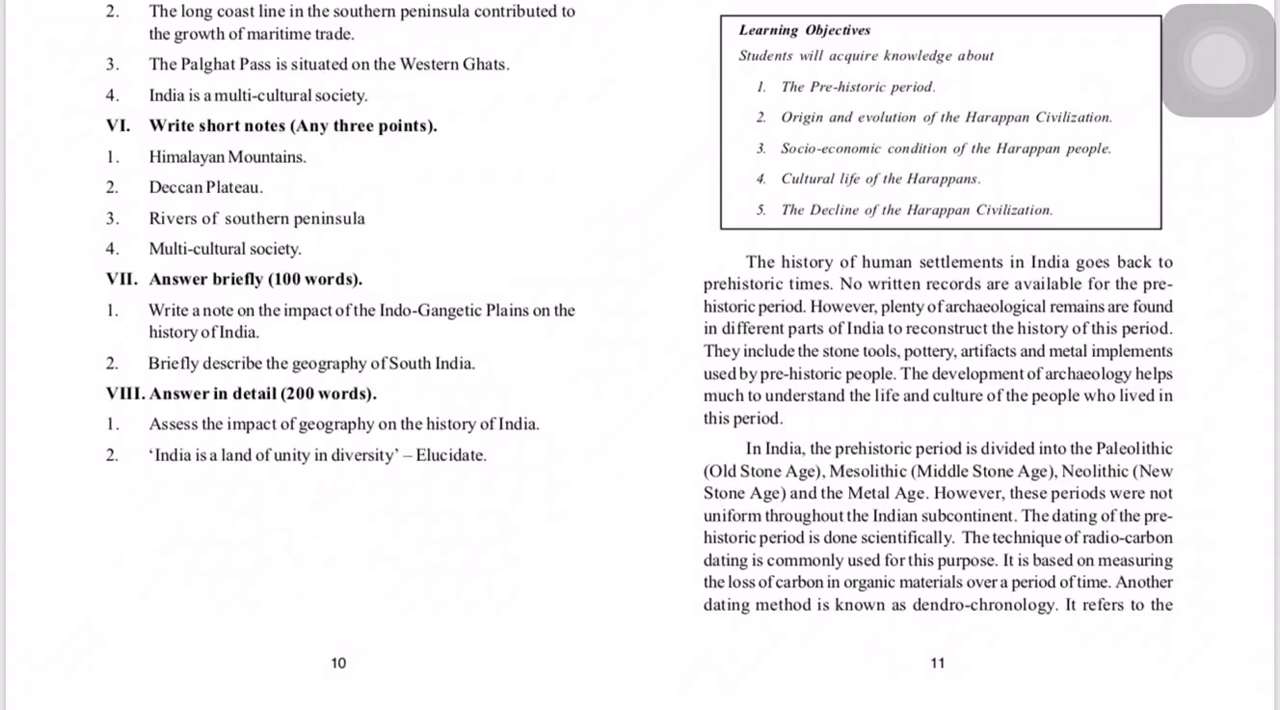 2. The long coast line in the southern peninsula contributed to
the growth of maritime trade.
3. The Palghat Pass is situated on the Western Ghats.
4. India is a multi-cultural society.
VI. Write short notes (Any three points).
1. Himalayan Mountains.
2. Deccan Plateau.
3. Rivers of southern peninsula
4. Multi-cultural society.
VII. Answer briefly (100 words).
1. Write a note on the impact of the Indo-Gangetic Plains on the
history of India.
2. Briefly describe the geography of South India.
VIII. Answer in detail (200 words).
1. Assess the impact of geography on the history of India.
2. ‘India is a land of unity in diversity’ – Elucidate.
10
Learning Objectives
Students will acquire knowledge about
1. The Pre-historic period.
2. Origin and evolution of the Harappan Civilization.
3. Socio-economic condition of the Harappan people.
4. Cultural life of the Harappans.
5. The Decline of the Harappan Civilization.
The history of human settlements in India goes back to
prehistoric times. No written records are available for the pre-
historic period. However, plenty of archaeological remains are found
in different parts of India to reconstruct the history of this period.
They include the stone tools, pottery, artifacts and metal implements
used by pre-historic people. The development of archaeology helps
much to understand the life and culture of the people who lived in
this period.
In India, the prehistoric period is divided into the Paleolithic
(Old Stone Age), Mesolithic (Middle Stone Age), Neolithic (New
Stone Age) and the Metal Age. However, these periods were not
uniform throughout the Indian subcontinent. The dating of the pre-
historic period is done scientifically. The technique of radio-carbon
dating is commonly used for this purpose. It is based on measuring
the loss of carbon in organic materials over a period of time. Another
dating method is known as dendro-chronology. It refers to the
11